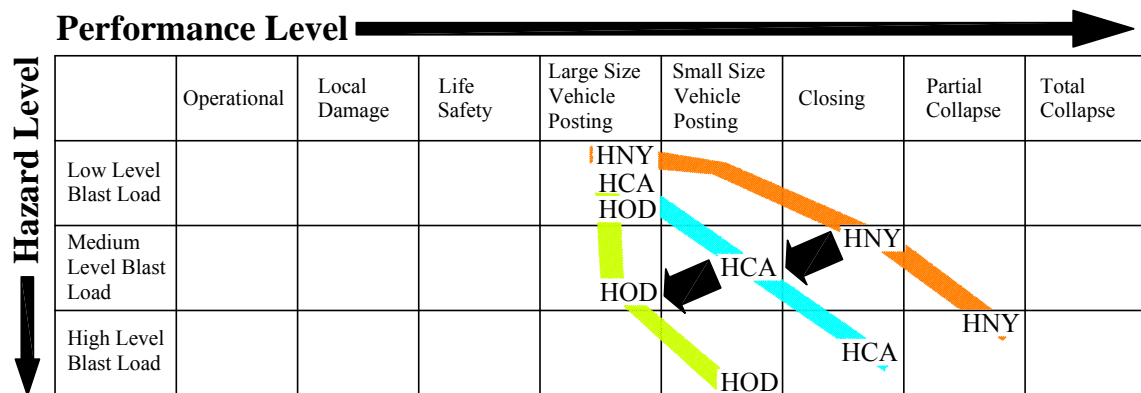 Performance Level
Hazard Level
Operational
Local
Damage
Life
Safety
Large Size
Vehicle
Posting
Small Size
Vehicle
Posting
Closing
Partial
Collapse
Total
Collapse
Low Level
Blast Load
HNY
HCA
HOD
Medium
Level Blast
Load
HNY
HCA
HOD
High Level
Blast Load
HNY
HCA
HOD